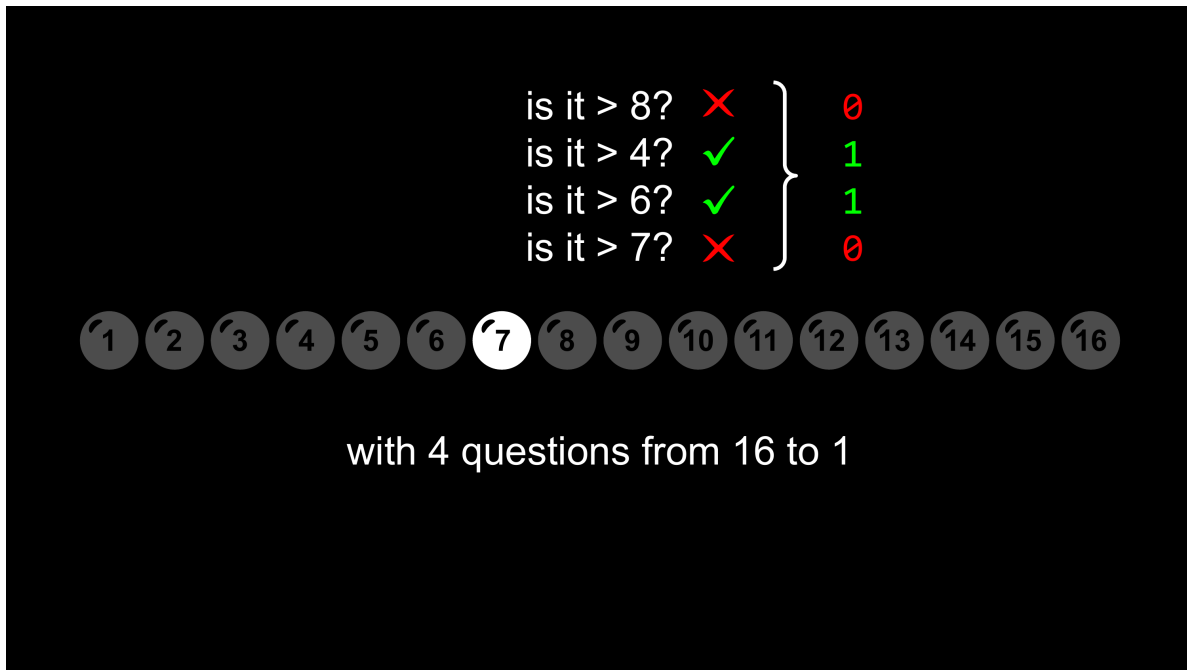 is it > 8? ✗ 0
is it > 4? ✓ 1
is it > 6? ✓ 1
is it > 7? ✗ 0
1 2 3 4 5 6 7 8 9 10 11 12 13 14 15 16
with 4 questions from 16 to 1